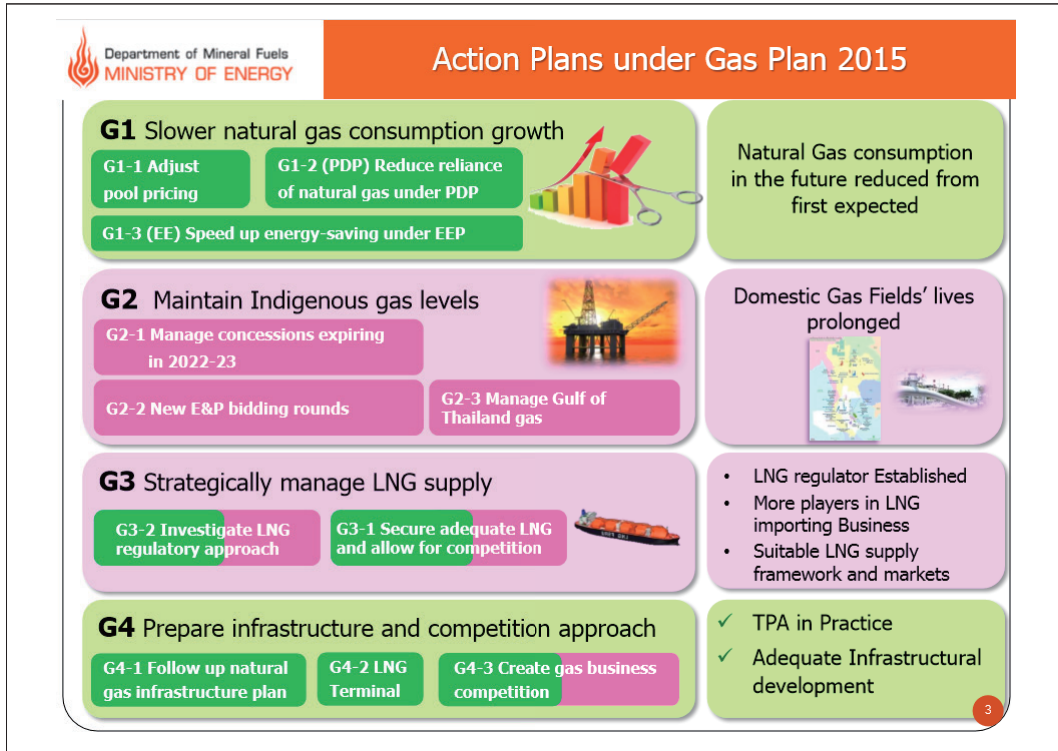 Department of Mineral Fuels
MINISTRY OF ENERGY
Action Plans under Gas Plan 2015
G1 Slower natural gas consumption growth
G1-1 Adjust
pool pricing
G1-2 (PDP) Reduce reliance
of natural gas under PDP
G1-3 (EE) Speed up energy-saving under EEP
Natural Gas consumption
in the future reduced from
first expected
G2 Maintain Indigenous gas levels
G2-1 Manage concessions expiring
in 2022-23
G2-2 New E&P bidding rounds
G2-3 Manage Gulf of
Thailand gas
Domestic Gas Fields’ lives
prolonged
G3 Strategically manage LNG supply
G3-2 Investigate LNG
regulatory approach
G3-1 Secure adequate LNG
and allow for competition
• LNG regulator Established
• More players in LNG
importing Business
• Suitable LNG supply
framework and markets
G4 Prepare infrastructure and competition approach
G4-1 Follow up natural
gas infrastructure plan
G4-2 LNG
Terminal
G4-3 Create gas business
competition
✓ TPA in Practice
✓ Adequate Infrastructural
development
3